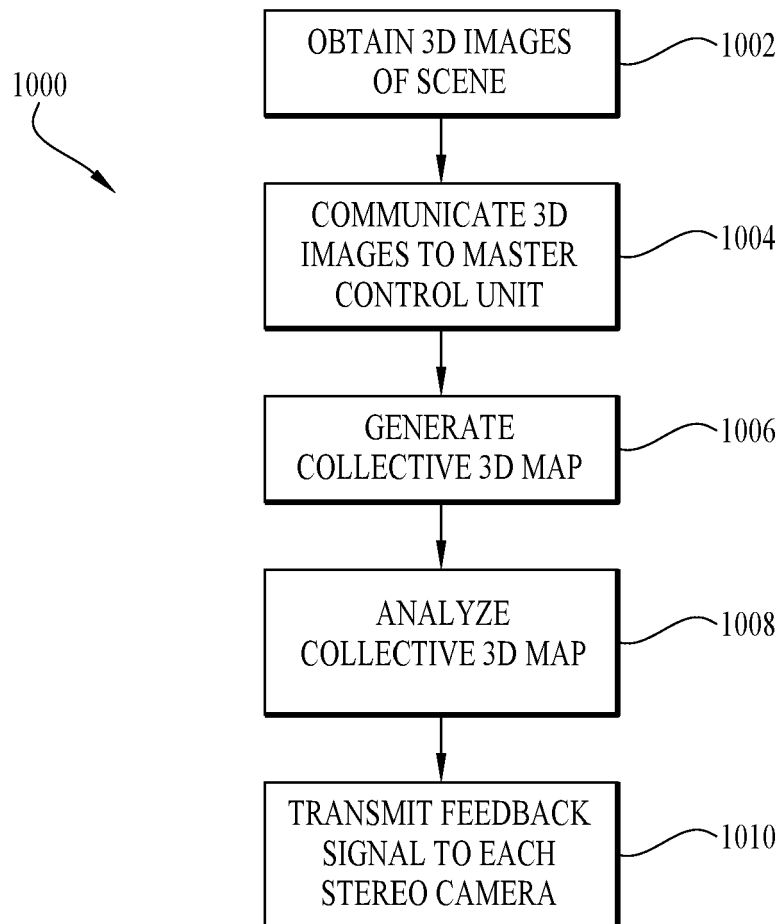 1000
OBTAIN 3D IMAGES
OF SCENE
1002
COMMUNICATE 3D
IMAGES TO MASTER
CONTROL UNIT
1004
GENERATE
COLLECTIVE 3D MAP
1006
ANALYZE
COLLECTIVE 3D MAP
1008
TRANSMIT FEEDBACK
SIGNAL TO EACH
STEREO CAMERA
1010